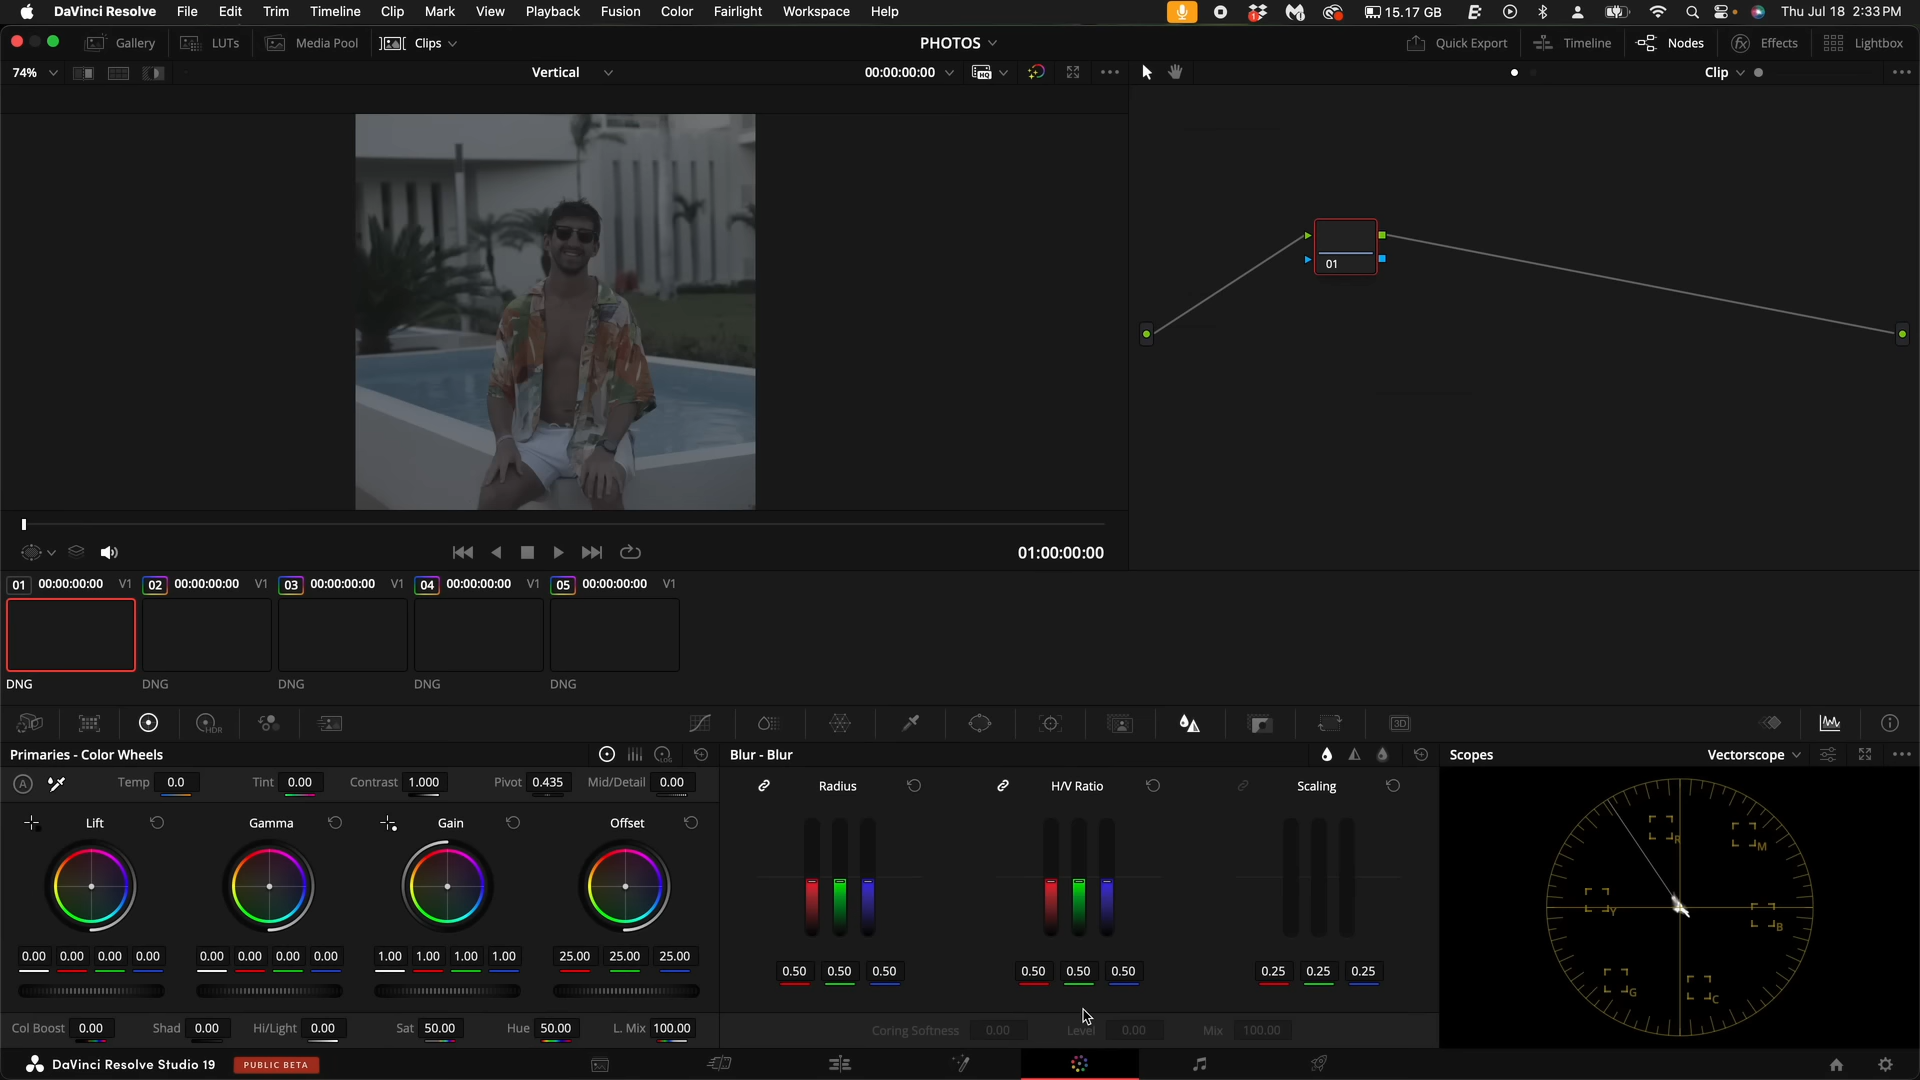 DaVinci Resolve File Edit Trim Timeline Clip Mark View Playback Fusion Color Fairlight Workspace Help 15.17 GB Thu Jul 18 2:33 PM
Gallery LUTs Media Pool Clips PHOTOS Quick Export Timeline Nodes Effects Lightbox
74% Vertical 00:00:00:00 HQ Clip
01
01:00:00:00
01 00:00:00:00 V1 02 00:00:00:00 V1 03 00:00:00:00 V1 04 00:00:00:00 V1 05 00:00:00:00 V1
DNG DNG DNG DNG DNG
HDR 3D
Primaries - Color Wheels LOG Blur - Blur Scopes Vectorscope
A Temp 0.0 Tint 0.00 Contrast 1.000 Pivot 0.435 Mid/Detail 0.00 Radius H/V Ratio Scaling
Lift Gamma Gain Offset
R M
Y B
G C
0.00 0.00 0.00 0.00 0.00 0.00 0.00 0.00 1.00 1.00 1.00 1.00 25.00 25.00 25.00 0.50 0.50 0.50 0.50 0.50 0.50 0.25 0.25 0.25
Col Boost 0.00 Shad 0.00 Hi/Light 0.00 Sat 50.00 Hue 50.00 L. Mix 100.00 Coring Softness 0.00 Level 0.00 Mix 100.00
DaVinci Resolve Studio 19 PUBLIC BETA